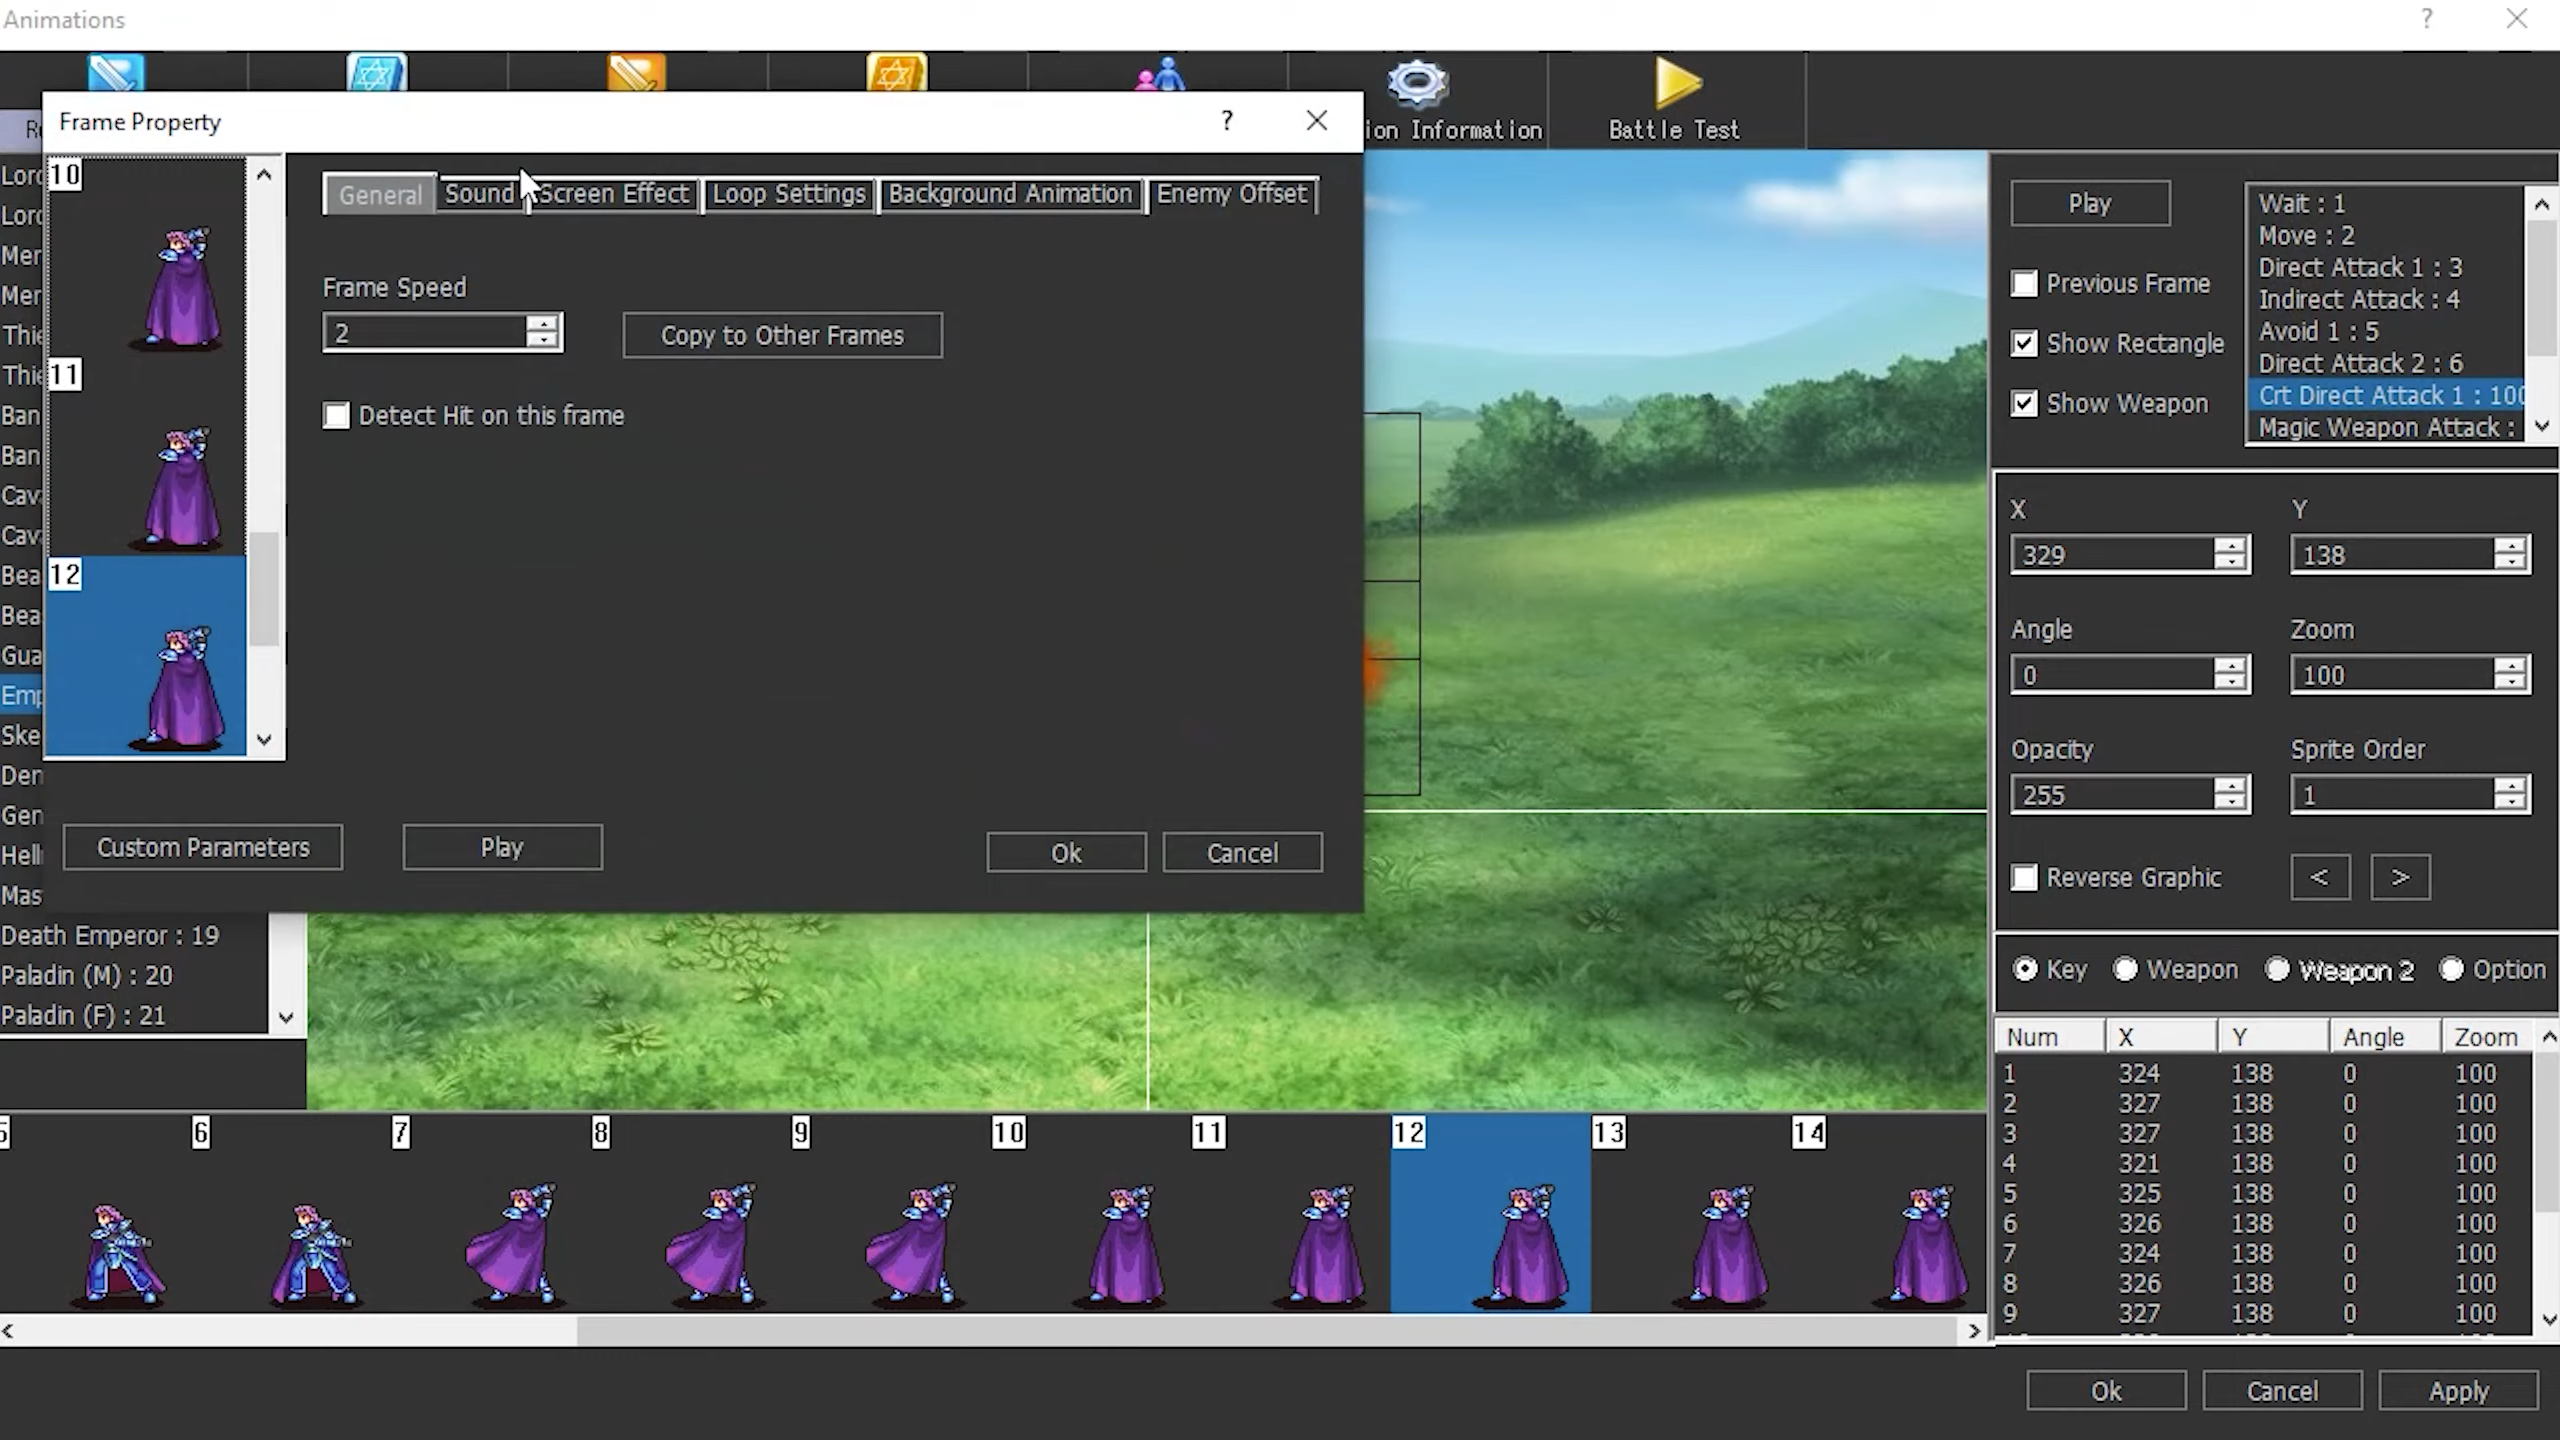 Animations
?
Information
Battle Test
Frame Property
?
10
11
12
General
Sound
Screen Effect
Loop Settings
Background Animation
Enemy Offset
Frame Speed
2
Copy to Other Frames
Detect Hit on this frame
Custom Parameters
Play
Ok
Cancel
Death Emperor : 19
Paladin (M) : 20
Paladin (F) : 21
Play
Previous Frame
Show Rectangle
Show Weapon
Wait : 1
Move : 2
Direct Attack 1 : 3
Indirect Attack : 4
Avoid 1 : 5
Direct Attack 2 : 6
Crt Direct Attack 1 : 100
Magic Weapon Attack :
X
Y
329
138
Angle
Zoom
0
100
Opacity
Sprite Order
255
1
Reverse Graphic
<
>
Key
Weapon
Weapon 2
Option
Num X Y Angle Zoom
1 324 138 0 100
2 327 138 0 100
3 327 138 0 100
4 321 138 0 100
5 325 138 0 100
6 326 138 0 100
7 324 138 0 100
8 326 138 0 100
9 327 138 0 100
5 6 7 8 9 10 11 12 13 14
Ok
Cancel
Apply